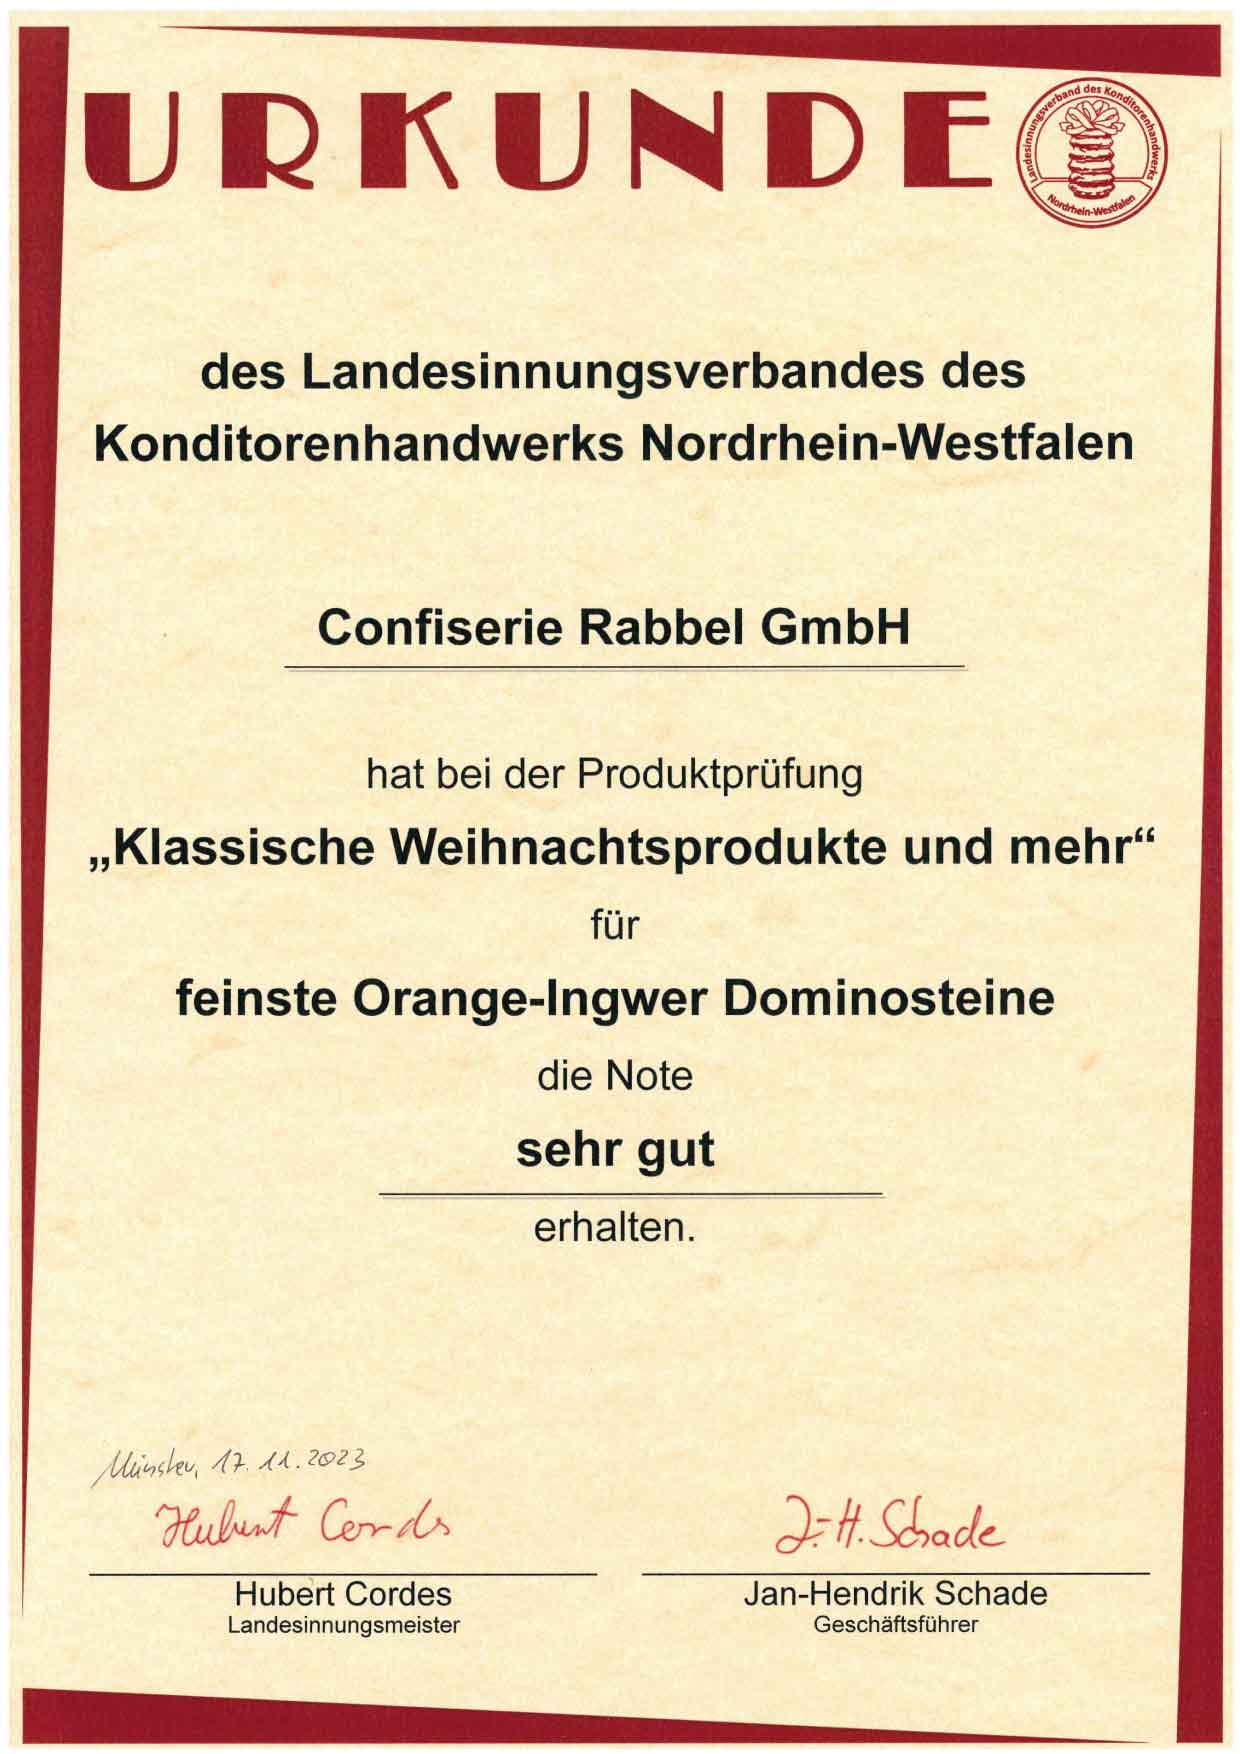 URKUNDE
Landesinnungsverband des Konditorenhandwerks
Nordrhein-Westfalen
des Landesinnungsverbandes des
Konditorenhandwerks Nordrhein-Westfalen
Confiserie Rabbel GmbH
hat bei der Produktprüfung
„Klassische Weihnachtsprodukte und mehr“
für
feinste Orange-Ingwer Dominosteine
die Note
sehr gut
erhalten.
Münster, 17.11.2023
Hubert Cordes
J.-H. Schade
Hubert Cordes
Jan-Hendrik Schade
Landesinnungsmeister
Geschäftsführer